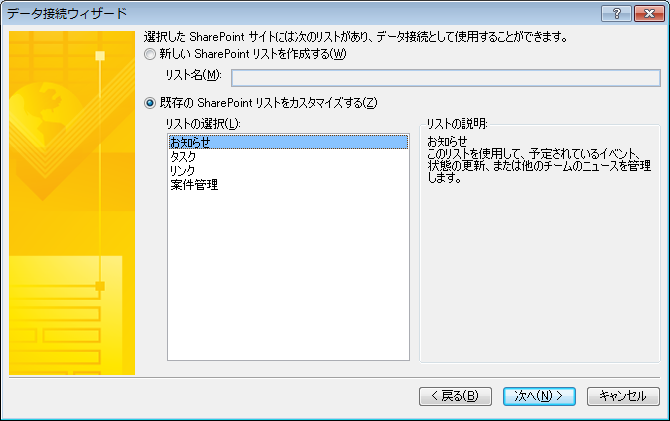 データ接続ウィザード
選択した SharePoint サイトには次のリストがあり、データ接続として使用することができます。
新しい SharePoint リストを作成する(W)
リスト名(M):
既存の SharePoint リストをカスタマイズする(Z)
リストの選択(L):
お知らせ
タスク
リンク
案件管理
リストの説明:
お知らせ
このリストを使用して、予定されているイベント、
状態の更新、または他のチームのニュースを管理
します。
< 戻る(B)
次へ(N) >
キャンセル